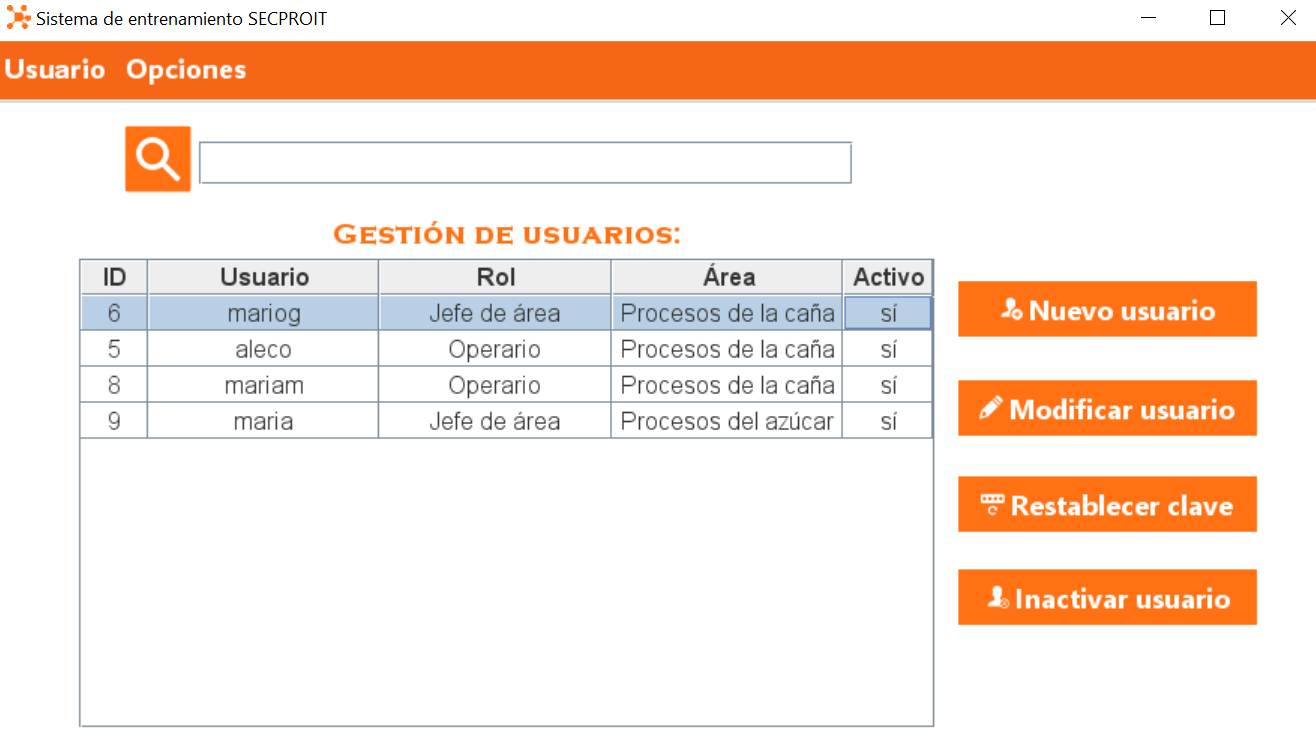 Sistema de entrenamiento SECPROIT
Usuario Opciones
Gestión de usuarios:
ID Usuario Rol Área Activo
6 mariog Jefe de área Procesos de la caña sí
5 aleco Operario Procesos de la caña sí
8 mariam Operario Procesos de la caña sí
9 maria Jefe de área Procesos del azúcar sí
Nuevo usuario
Modificar usuario
Restablecer clave
Inactivar usuario